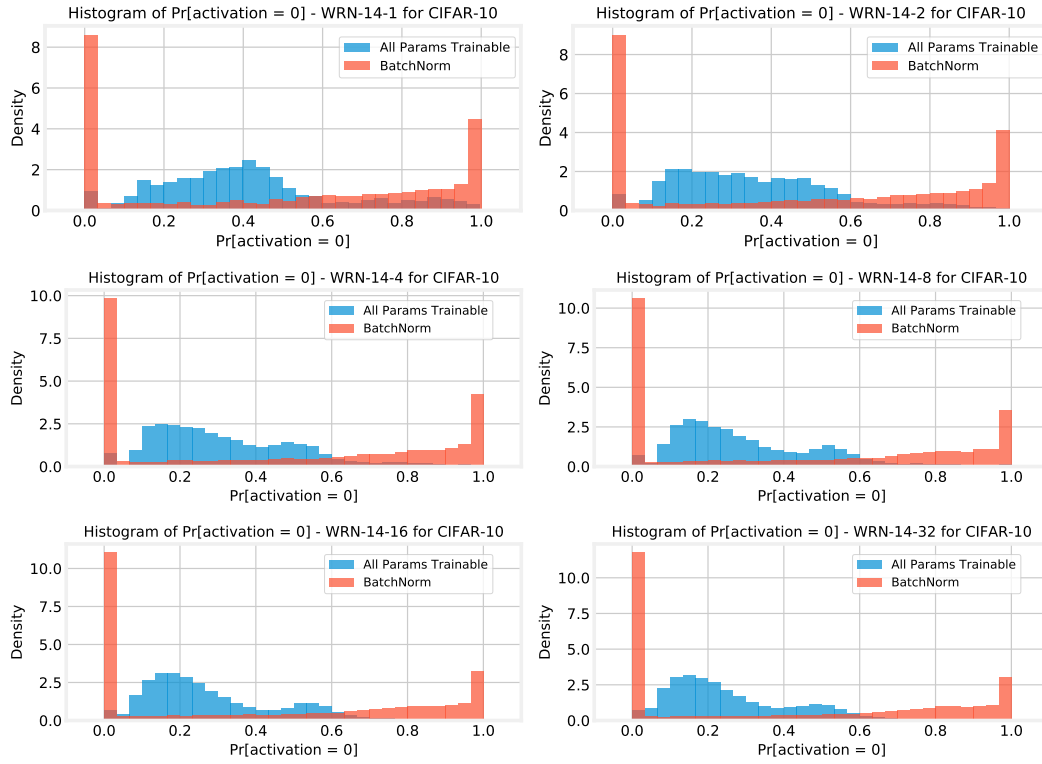 Histogram of Pr[activation = 0] - WRN-14-1 for CIFAR-10
All Params Trainable
BatchNorm
Density
8
6
4
2
0
0.0 0.2 0.4 0.6 0.8 1.0
Pr[activation = 0]
Histogram of Pr[activation = 0] - WRN-14-2 for CIFAR-10
All Params Trainable
BatchNorm
Density
8
6
4
2
0
0.0 0.2 0.4 0.6 0.8 1.0
Pr[activation = 0]
Histogram of Pr[activation = 0] - WRN-14-4 for CIFAR-10
All Params Trainable
BatchNorm
Density
10.0
7.5
5.0
2.5
0.0
0.0 0.2 0.4 0.6 0.8 1.0
Pr[activation = 0]
Histogram of Pr[activation = 0] - WRN-14-8 for CIFAR-10
All Params Trainable
BatchNorm
Density
10.0
7.5
5.0
2.5
0.0
0.0 0.2 0.4 0.6 0.8 1.0
Pr[activation = 0]
Histogram of Pr[activation = 0] - WRN-14-16 for CIFAR-10
All Params Trainable
BatchNorm
Density
10.0
7.5
5.0
2.5
0.0
0.0 0.2 0.4 0.6 0.8 1.0
Pr[activation = 0]
Histogram of Pr[activation = 0] - WRN-14-32 for CIFAR-10
All Params Trainable
BatchNorm
Density
10.0
7.5
5.0
2.5
0.0
0.0 0.2 0.4 0.6 0.8 1.0
Pr[activation = 0]